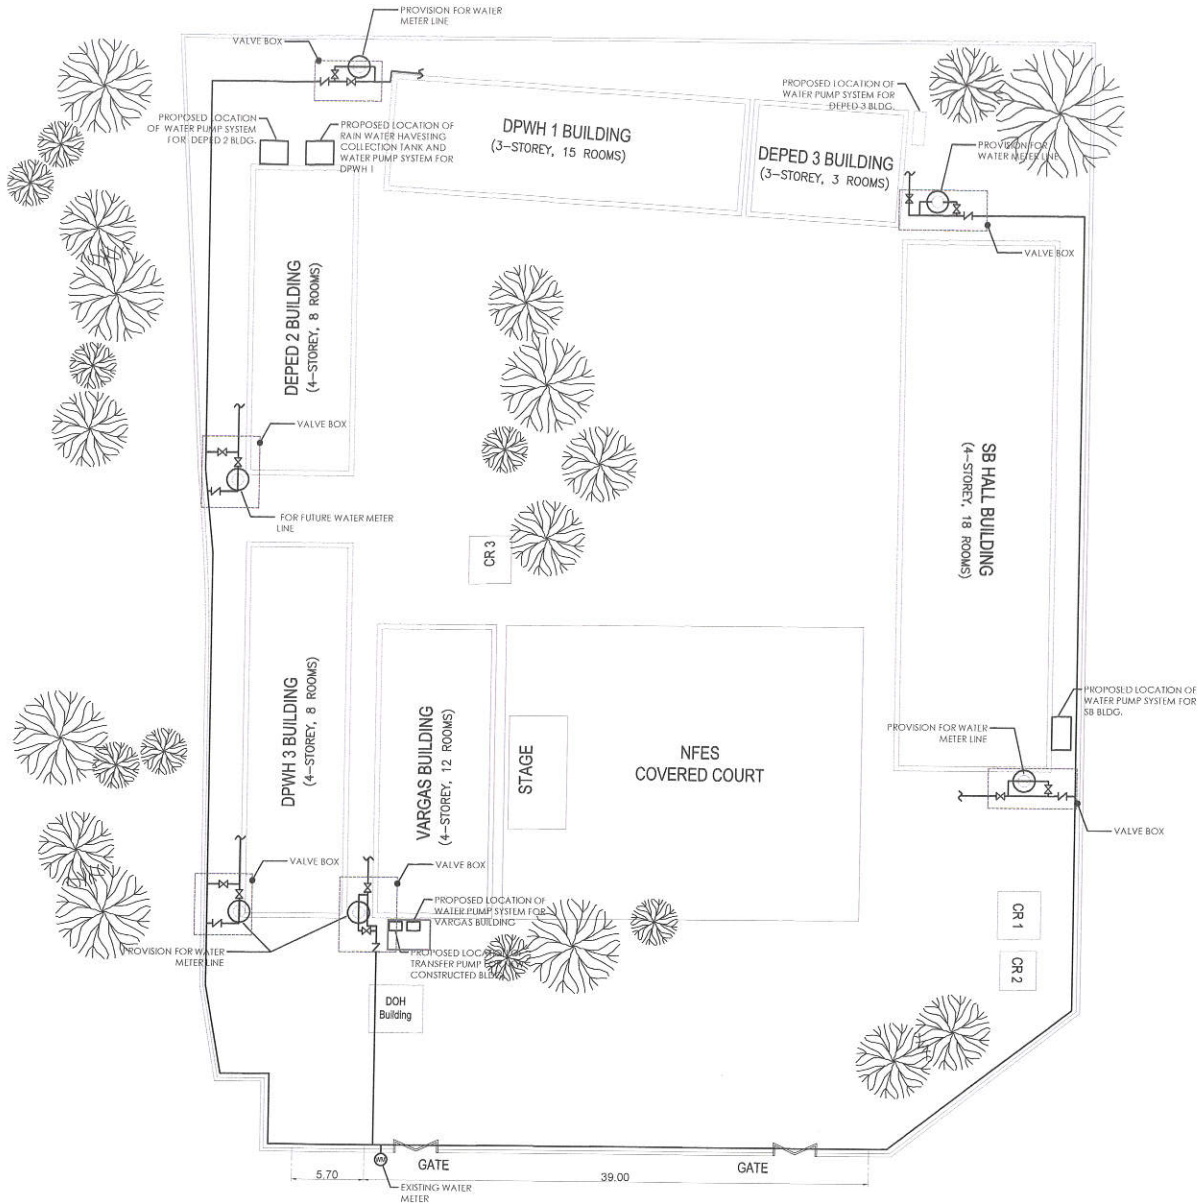 PROVISION FOR WATER
METER LINE
VALVE BOX
PROPOSED LOCATION
OF WATER PUMP SYSTEM
FOR DEPED 2 BLDG.
PROPOSED LOCATION OF
RAIN WATER HAVESTING
COLLECTION TANK AND
WATER PUMP SYSTEM FOR
DPWH 1
DPWH 1 BUILDING
(3-STOREY, 15 ROOMS)
PROPOSED LOCATION OF
WATER PUMP SYSTEM FOR
DEPED 3 BLDG.
DEPED 3 BUILDING
(3-STOREY, 3 ROOMS)
PROVISION FOR
WATER METER LINE
VALVE BOX
DEPED 2 BUILDING
(4-STOREY, 8 ROOMS)
VALVE BOX
FOR FUTURE WATER METER
LINE
CR 3
SB HALL BUILDING
(4-STOREY, 18 ROOMS)
DPWH 3 BUILDING
(4-STOREY, 8 ROOMS)
VARGAS BUILDING
(4-STOREY, 12 ROOMS)
STAGE
NFES
COVERED COURT
PROPOSED LOCATION OF
WATER PUMP SYSTEM FOR
SB BLDG.
PROVISION FOR WATER
METER LINE
VALVE BOX
VALVE BOX
VALVE BOX
PROPOSED LOCATION OF
WATER PUMP SYSTEM FOR
VARGAS BUILDING
PROVISION FOR WATER
METER LINE
PROPOSED LOCATION
TRANSFER PUMP
CONSTRUCTED
CR 1
CR 2
DOH
Building
WM
GATE
GATE
5.70
39.00
EXISTING WATER
METER